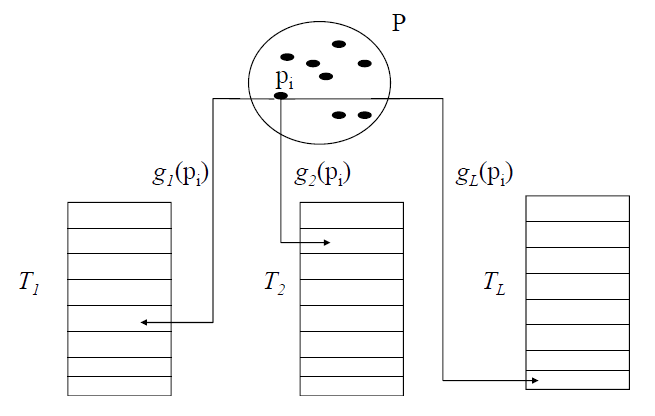 P
pi
g1(pi)
g2(pi)
gL(pi)
T1
T2
TL